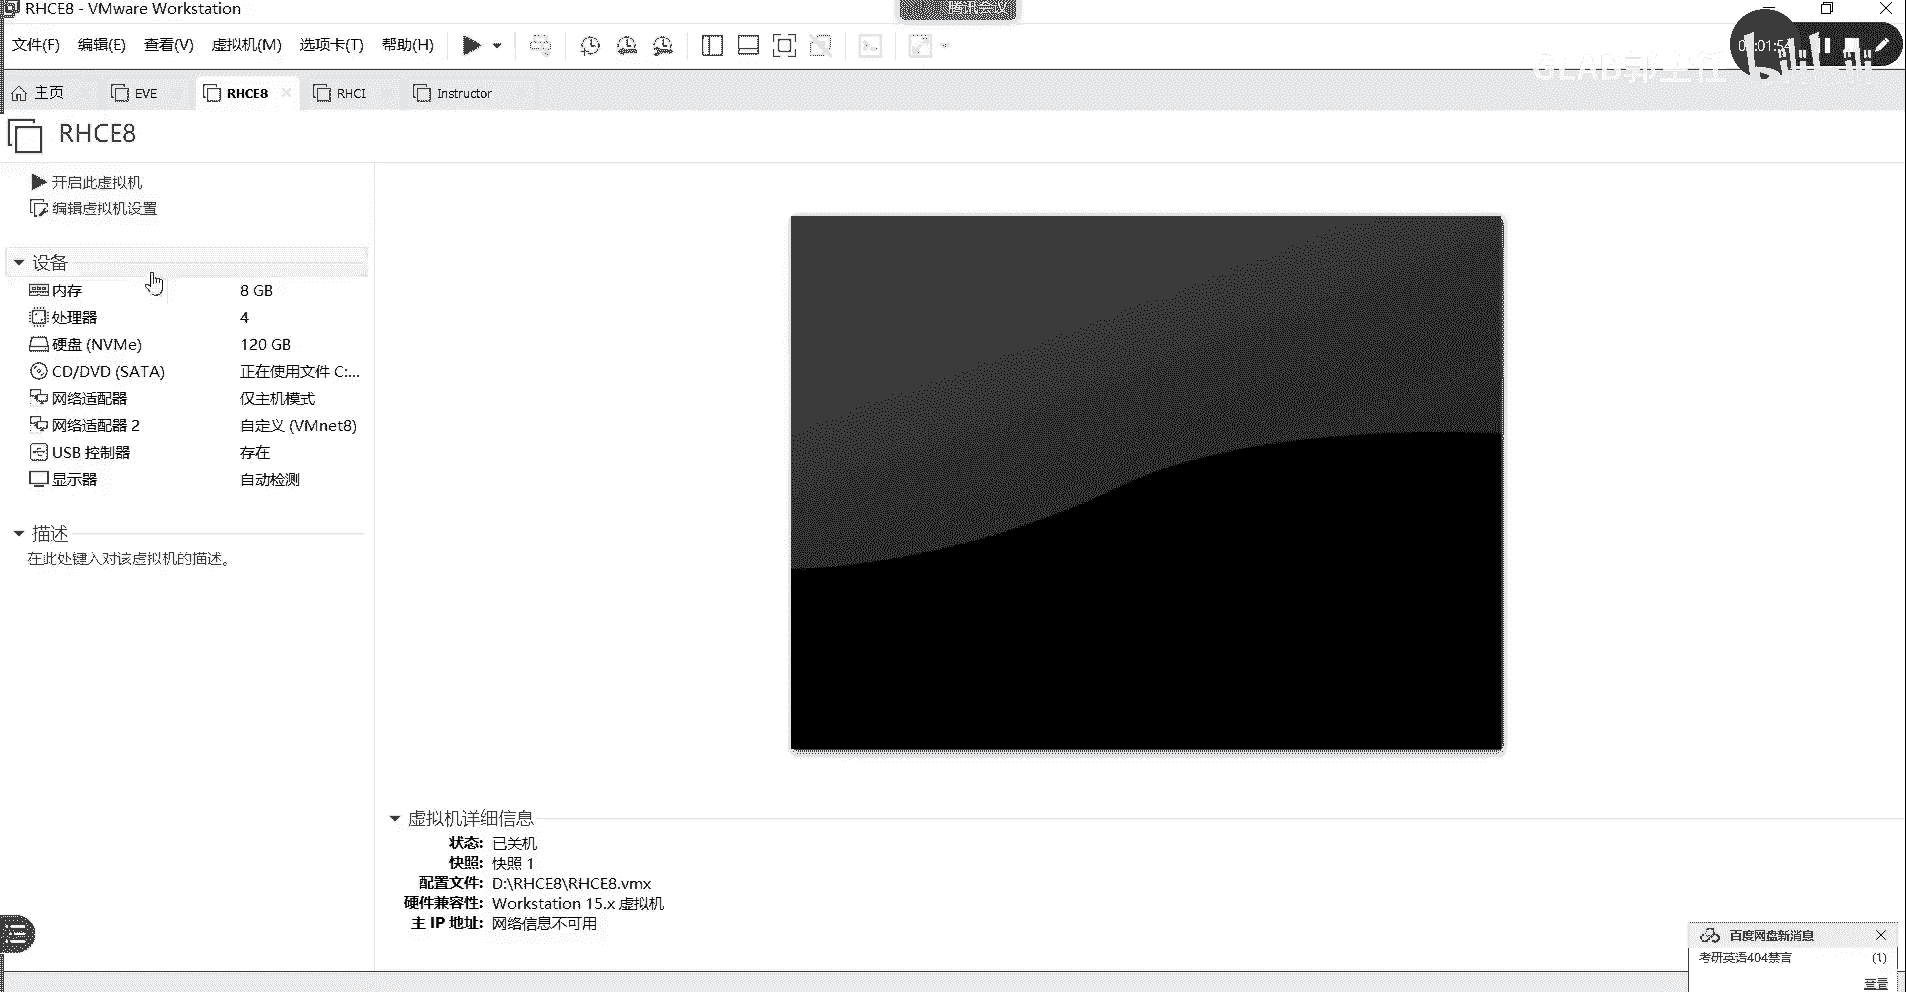 RHCE8 - VMware Workstation
腾讯会议
文件(F) 编辑(E) 查看(V) 虚拟机(M) 选项卡(T) 帮助(H)
GLAD郭主任
主页 EVE RHCE8 RHCI Instructor
RHCE8
开启此虚拟机
编辑虚拟机设置
设备
内存 8 GB
处理器 4
硬盘 (NVMe) 120 GB
CD/DVD (SATA) 正在使用文件 C:...
网络适配器 仅主机模式
网络适配器 2 自定义 (VMnet8)
USB 控制器 存在
显示器 自动检测
描述
在此处键入对该虚拟机的描述。
虚拟机详细信息
状态: 已关机
快照: 快照 1
配置文件: D:\RHCE8\RHCE8.vmx
硬件兼容性: Workstation 15.x 虚拟机
主 IP 地址: 网络信息不可用
百度网盘新消息
考研英语404禁言 (1)
查看